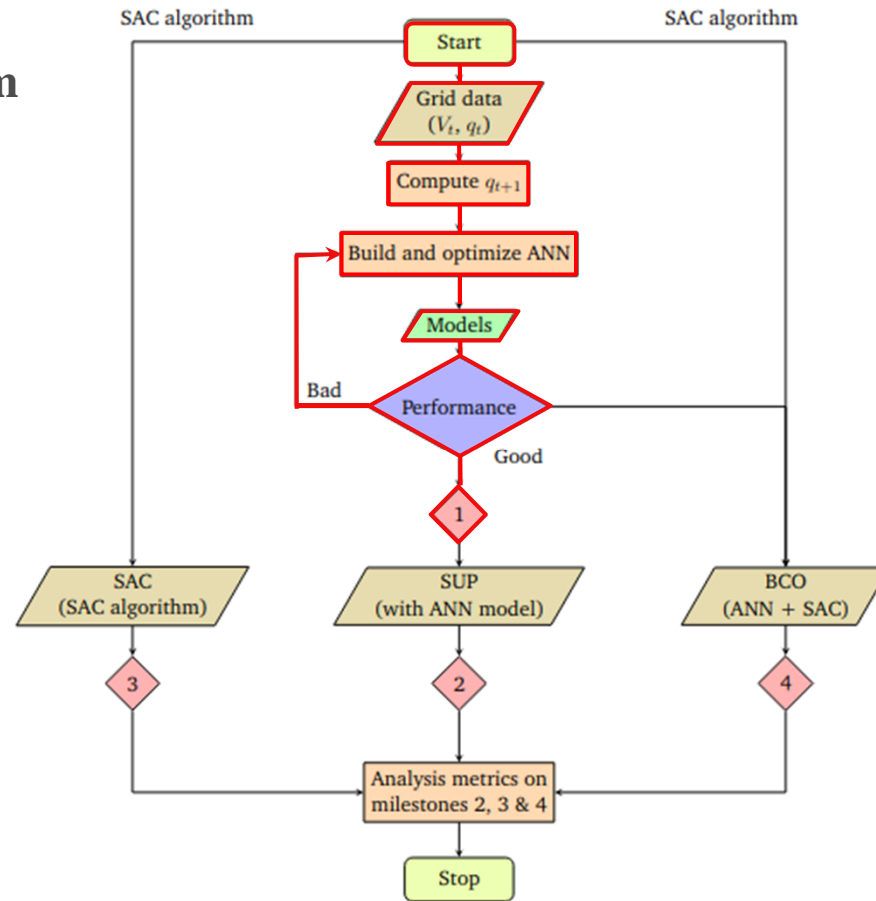 SAC algorithm
SAC algorithm
m
Start
Grid data
(V_t, q_t)
Compute q_{t+1}
Build and optimize ANN
Models
Bad
Performance
Good
1
SAC
(SAC algorithm)
SUP
(with ANN model)
BCO
(ANN + SAC)
3
2
4
Analysis metrics on
milestones 2, 3 & 4
Stop